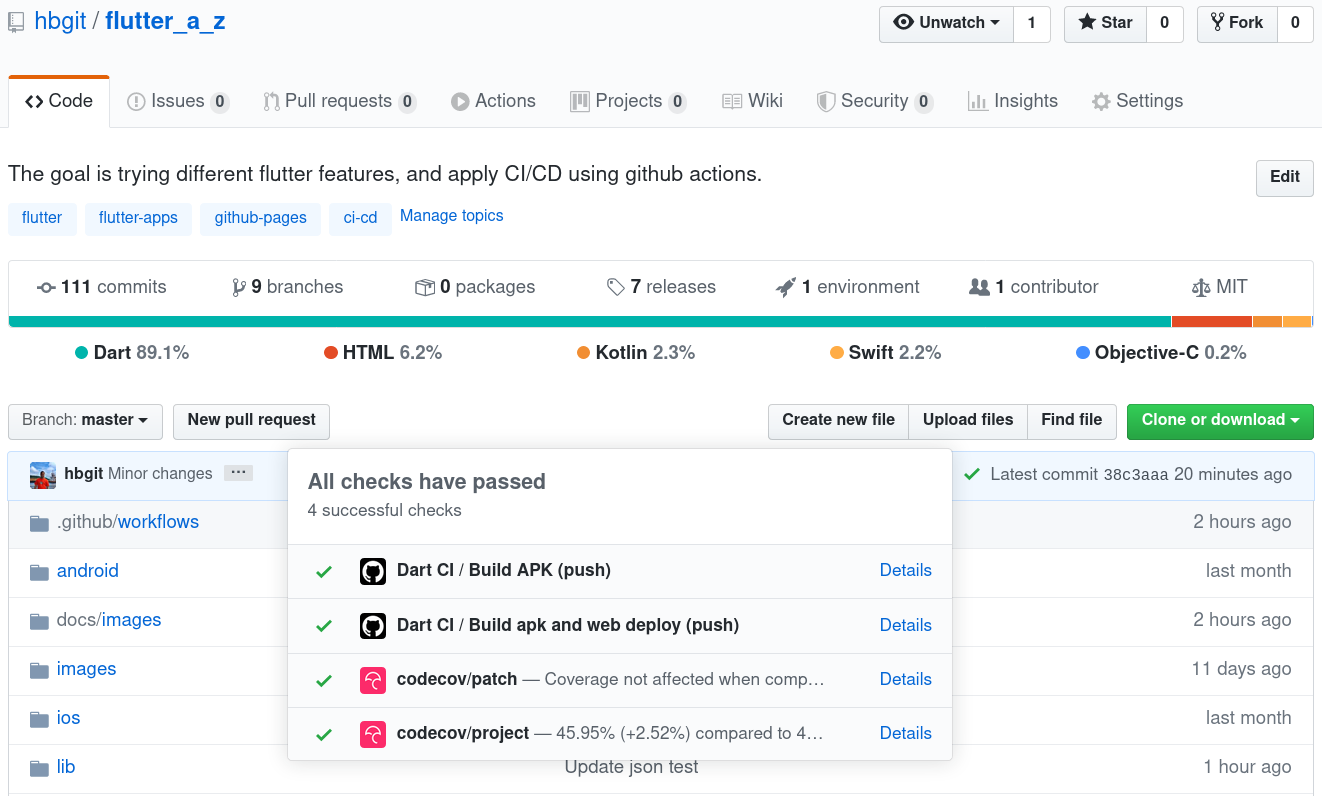 hbgit / flutter_a_z
Unwatch 1 Star 0 Fork 0
Code Issues 0 Pull requests 0 Actions Projects 0 Wiki Security 0 Insights Settings
The goal is trying different flutter features, and apply CI/CD using github actions.
Edit
flutter flutter-apps github-pages ci-cd Manage topics
111 commits 9 branches 0 packages 7 releases 1 environment 1 contributor MIT
Dart 89.1% HTML 6.2% Kotlin 2.3% Swift 2.2% Objective-C 0.2%
Branch: master New pull request Create new file Upload files Find file Clone or download
hbgit Minor changes ... Latest commit 38c3aaa 20 minutes ago
All checks have passed
4 successful checks
.github/workflows 2 hours ago
Dart CI / Build APK (push) Details
android last month
Dart CI / Build apk and web deploy (push) Details
docs/images 2 hours ago
codecov/patch — Coverage not affected when comp… Details
images 11 days ago
codecov/project — 45.95% (+2.52%) compared to 4… Details
ios last month
lib Update json test 1 hour ago